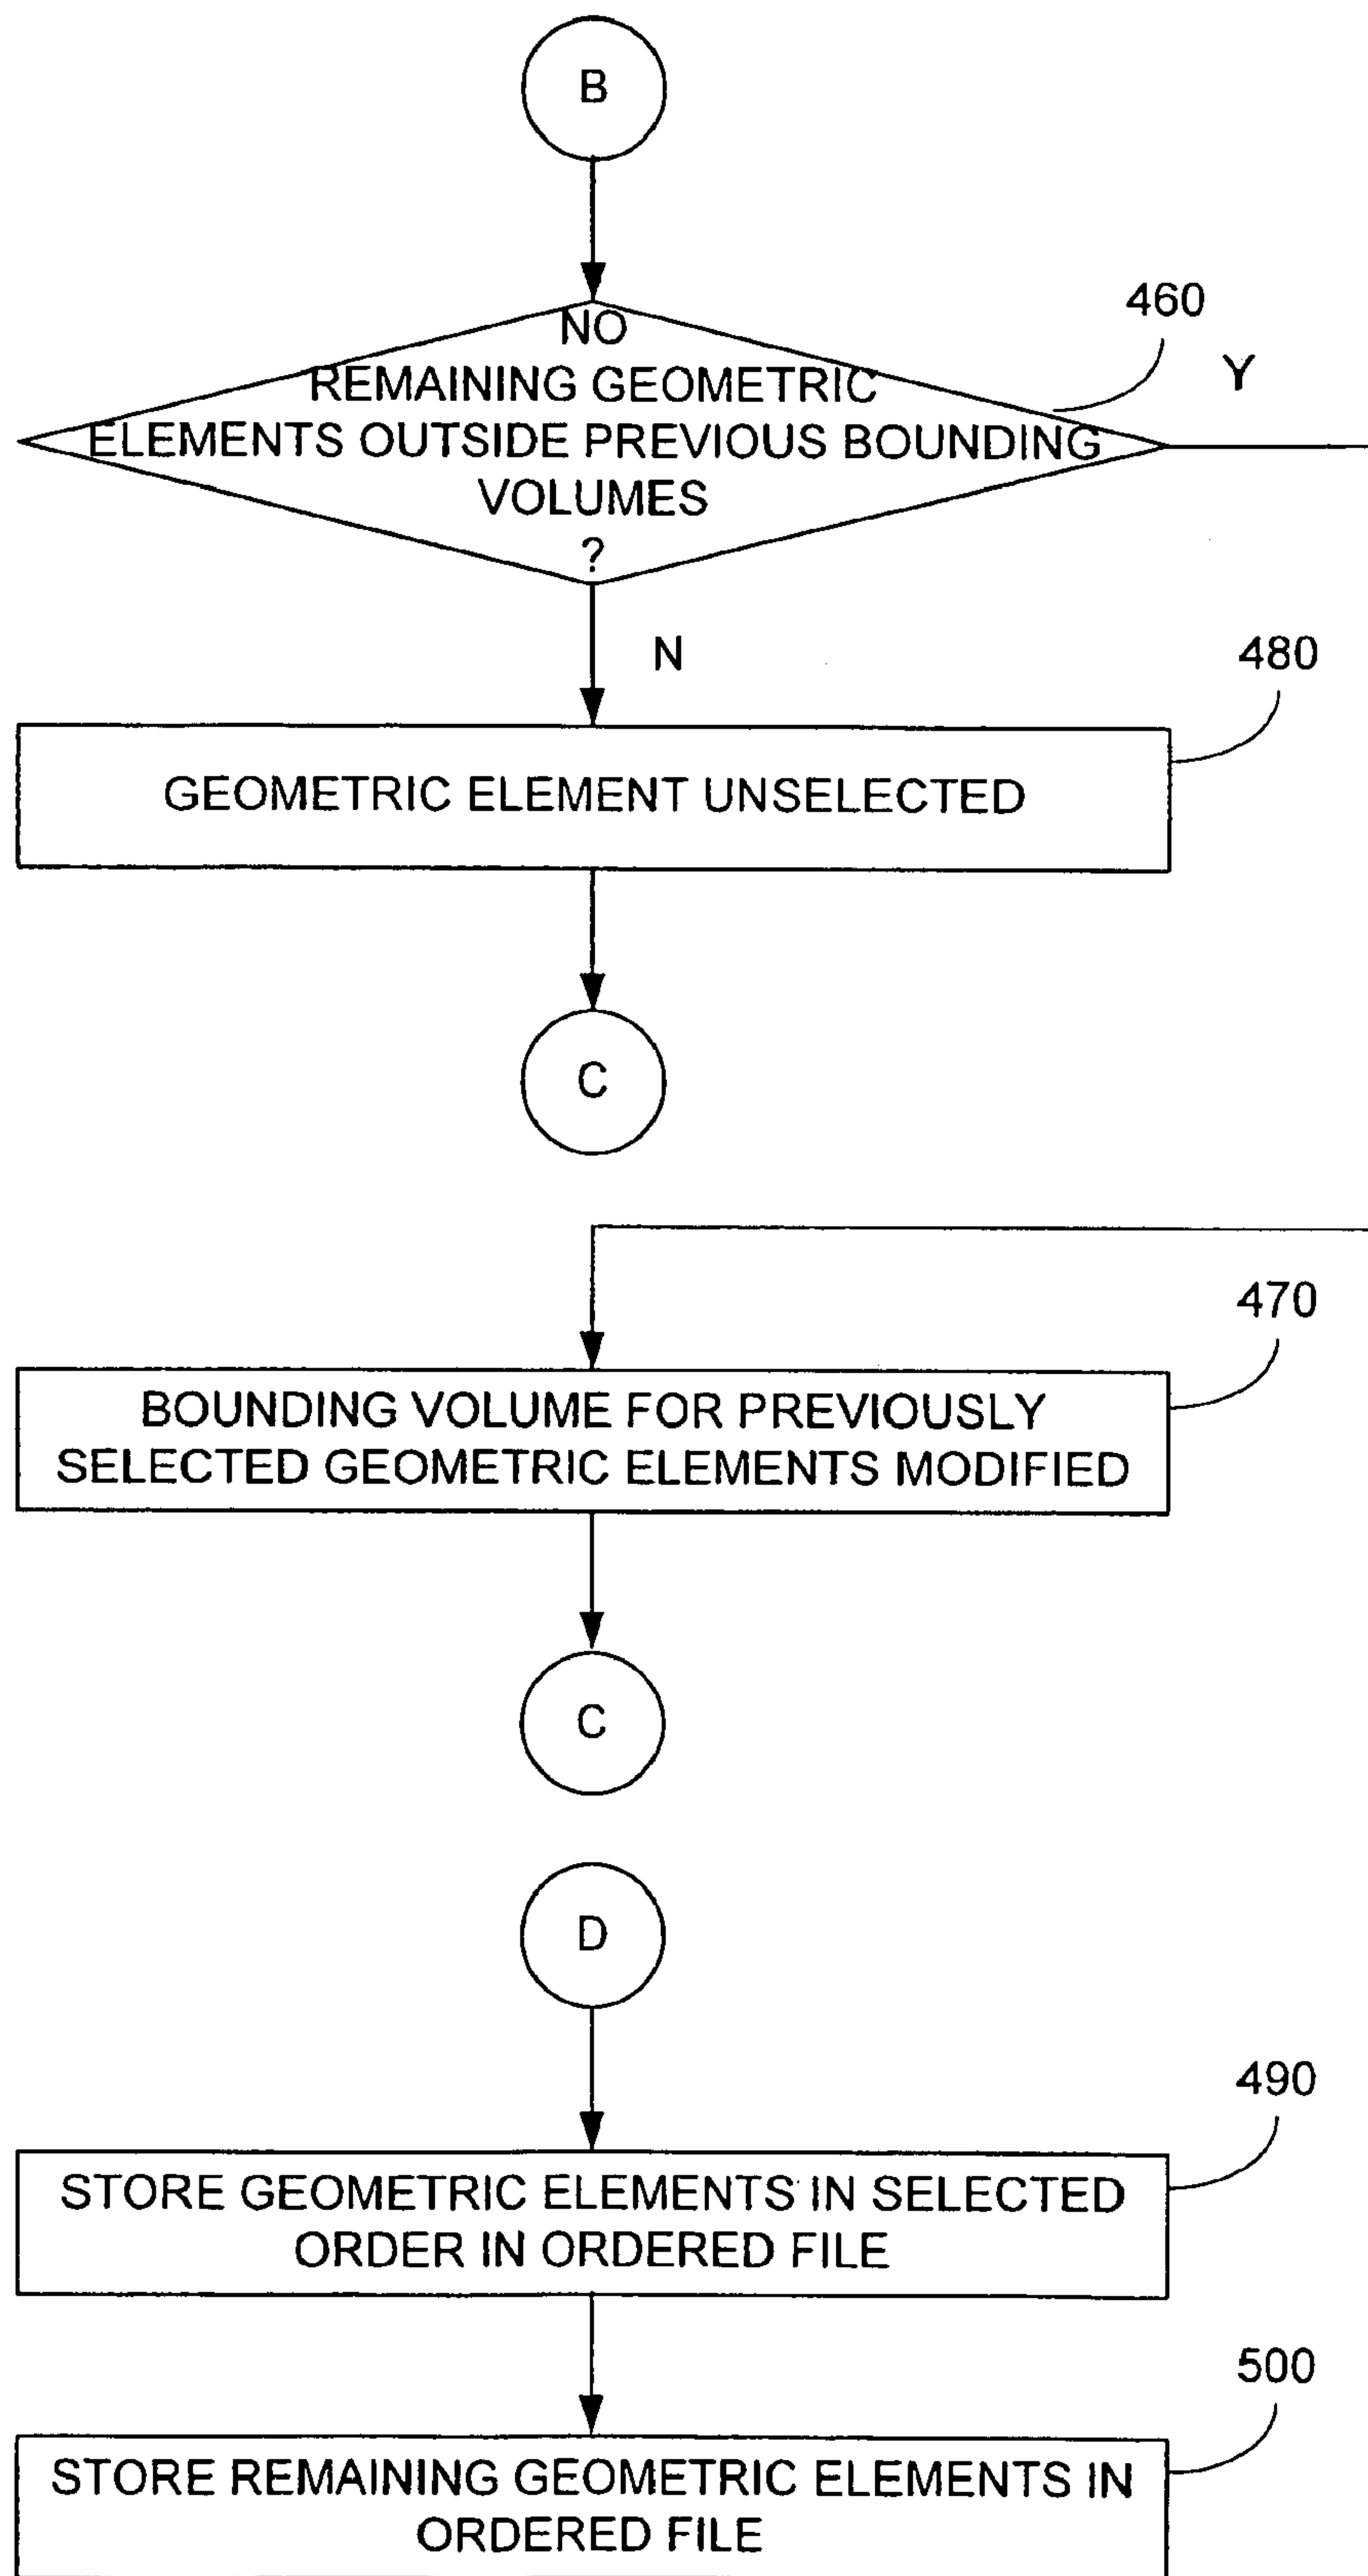 B
460
Y
NO
REMAINING GEOMETRIC
ELEMENTS OUTSIDE PREVIOUS BOUNDING
VOLUMES
?
N
480
GEOMETRIC ELEMENT UNSELECTED
C
470
BOUNDING VOLUME FOR PREVIOUSLY
SELECTED GEOMETRIC ELEMENTS MODIFIED
C
D
490
STORE GEOMETRIC ELEMENTS IN SELECTED
ORDER IN ORDERED FILE
500
STORE REMAINING GEOMETRIC ELEMENTS IN
ORDERED FILE